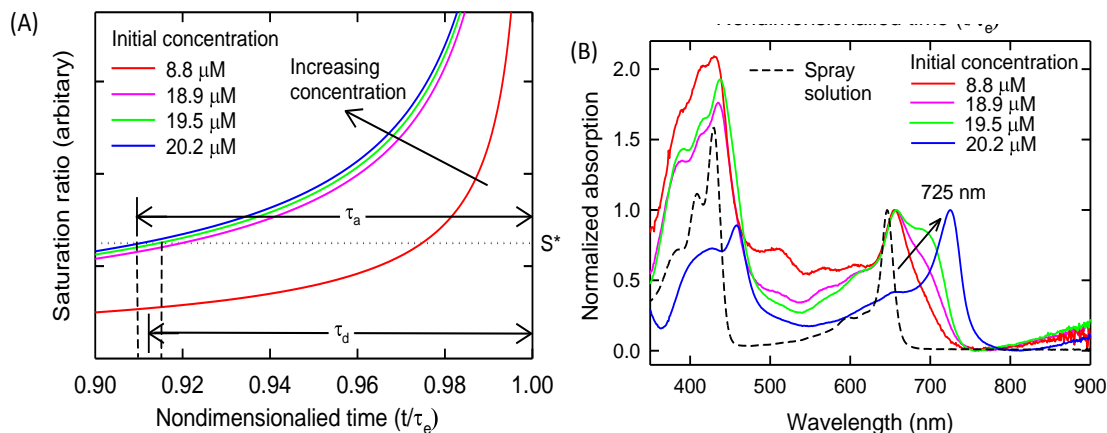 (A)
Initial concentration
8.8 μM
18.9 μM
19.5 μM
20.2 μM
Increasing
concentration
τa
S*
τd
Saturation ratio (arbitary)
0.90 0.92 0.94 0.96 0.98 1.00
Nondimensionalied time (t/τe)
(B)
Spray
solution
Initial concentration
8.8 μM
18.9 μM
19.5 μM
20.2 μM
725 nm
Normalized absorption
2.0
1.5
1.0
0.5
0.0
400 500 600 700 800 900
Wavelength (nm)